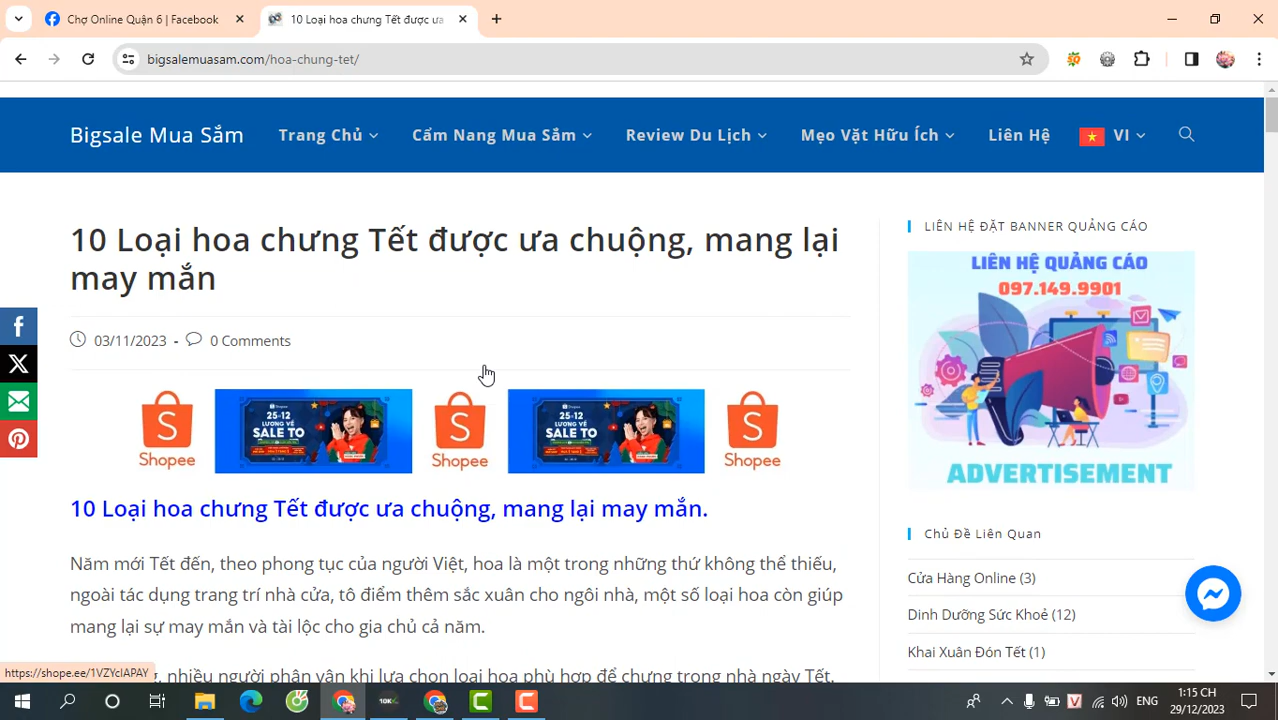 Chợ Online Quận 6 | Facebook
10 Loại hoa chưng Tết được ưa
bigsalemuasam.com/hoa-chung-tet/
Bigsale Mua Sắm
Trang Chủ
Cẩm Nang Mua Sắm
Review Du Lịch
Mẹo Vặt Hữu Ích
Liên Hệ
VI
10 Loại hoa chưng Tết được ưa chuộng, mang lại
may mắn
03/11/2023 - 0 Comments
Shopee
Shopee
25-12
LƯƠNG VỀ
SALE TO
Shopee
Shopee
25-12
LƯƠNG VỀ
SALE TO
Shopee
10 Loại hoa chưng Tết được ưa chuộng, mang lại may mắn.
Năm mới Tết đến, theo phong tục của người Việt, hoa là một trong những thứ không thể thiếu,
ngoài tác dụng trang trí nhà cửa, tô điểm thêm sắc xuân cho ngôi nhà, một số loại hoa còn giúp
mang lại sự may mắn và tài lộc cho gia chủ cả năm.
nhiều người phân vân khi lựa chọn loại hoa phù hợp để chưng trong nhà ngày Tết.
LIÊN HỆ ĐẶT BANNER QUẢNG CÁO
LIÊN HỆ QUẢNG CÁO
097.149.9901
ADVERTISEMENT
Chủ Đề Liên Quan
Cửa Hàng Online (3)
Dinh Dưỡng Sức Khoẻ (12)
Khai Xuân Đón Tết (1)
https://shope.ee/1VZYclAPAY
10K
ENG
1:15 CH
29/12/2023